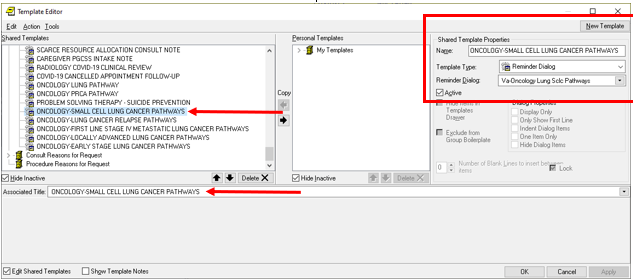 Template Editor
Edit Action Tools
New Template
Shared Templates
SCARCE RESOURCE ALLOCATION CONSULT NOTE
CAREGIVER PGCSS INTAKE NOTE
RADIOLOGY COVID-19 CLINICAL REVIEW
COVID-19 CANCELLED APPOINTMENT FOLLOW-UP
ONCOLOGY LUNG PATHWAY
ONCOLOGY PRCA PATHWAY
PROBLEM SOLVING THERAPY - SUICIDE PREVENTION
ONCOLOGY-SMALL CELL LUNG CANCER PATHWAYS
ONCOLOGY-LUNG CANCER RELAPSE PATHWAYS
ONCOLOGY-FIRST LINE STAGE IV METASTATIC LUNG CANCER PATHWAYS
ONCOLOGY-LOCALLY ADVANCED LUNG CANCER PATHWAYS
ONCOLOGY-EARLY STAGE LUNG CANCER PATHWAYS
Consult Reasons for Request
Procedure Reasons for Request
Hide Inactive
Delete
Copy
Personal Templates
My Templates
Hide Inactive
Delete
Shared Template Properties
Name: ONCOLOGY-SMALL CELL LUNG CANCER PATHWAYS
Template Type: Reminder Dialog
Reminder Dialog: Va-Oncology Lung Sclc Pathways
Active
Hide Items in Templates Drawer
Exclude from Group Boilerplate
Dialog Properties
Display Only
Only Show First Line
Indent Dialog Items
One Item Only
Hide Dialog Items
0 Number of Blank Lines to insert between items
Lock
Associated Title: ONCOLOGY-SMALL CELL LUNG CANCER PATHWAYS
Edit Shared Templates Show Template Notes
OK Cancel Apply